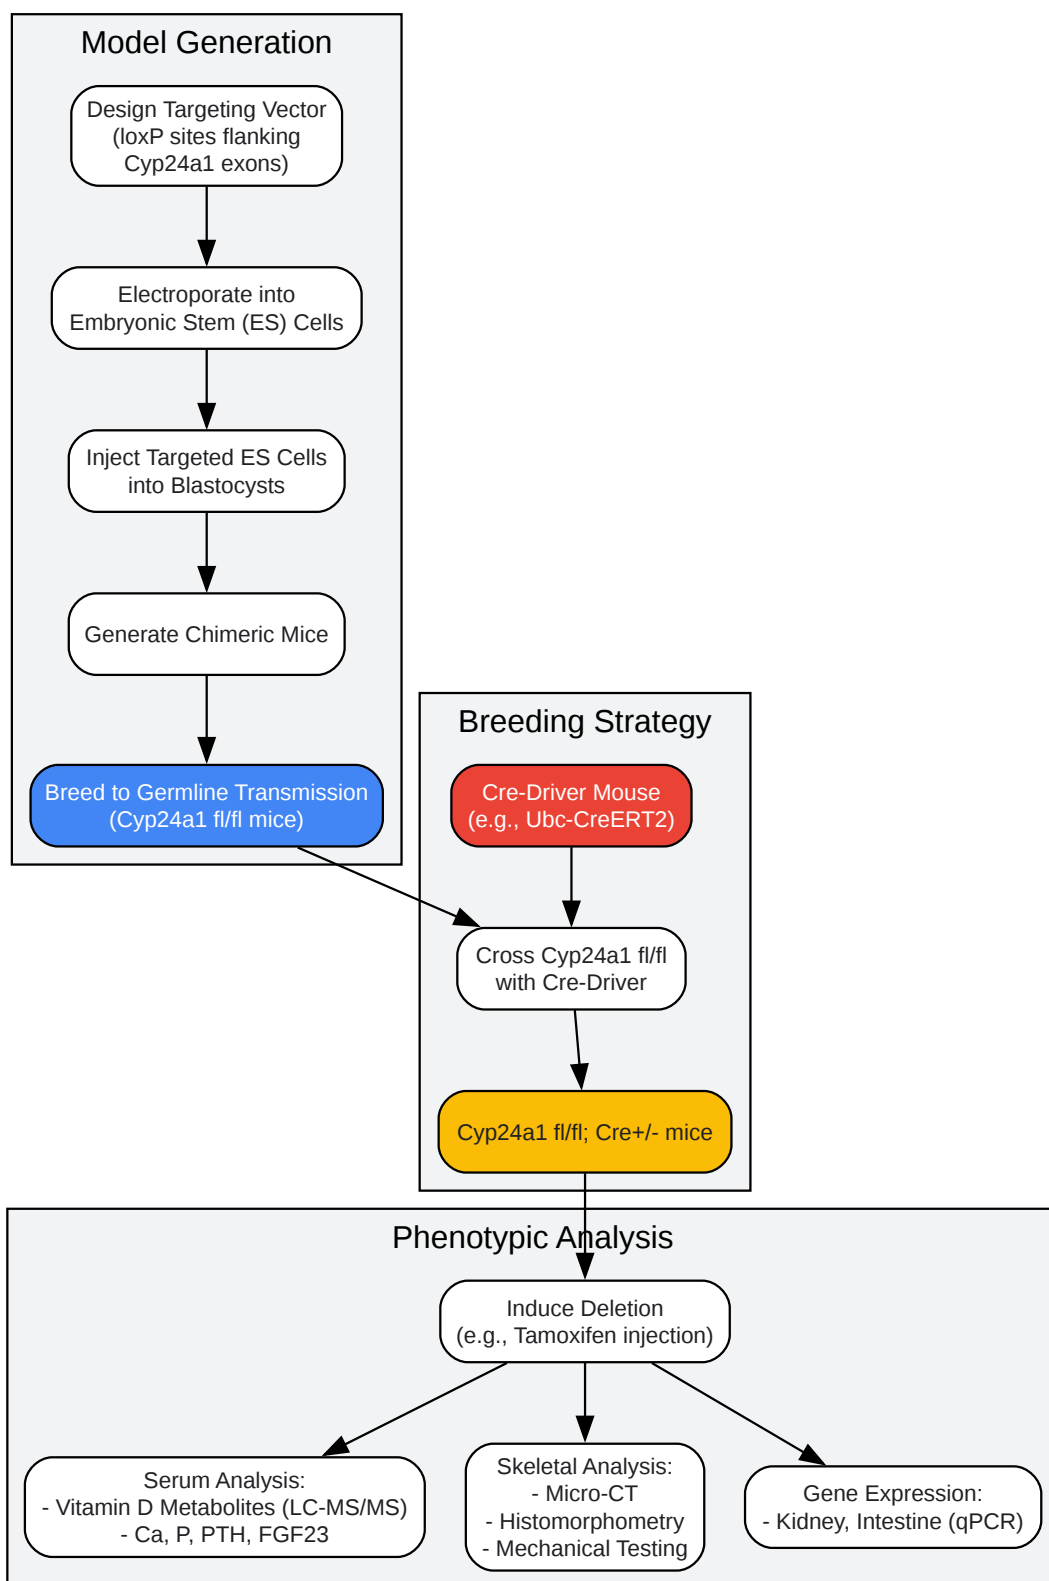 Model Generation
Design Targeting Vector
(loxP sites flanking
Cyp24a1 exons)
Electroporate into
Embryonic Stem (ES) Cells
Inject Targeted ES Cells
into Blastocysts
Generate Chimeric Mice
Breed to Germline Transmission
(Cyp24a1 fl/fl mice)
Breeding Strategy
Cre-Driver Mouse
(e.g., Ubc-CreERT2)
Cross Cyp24a1 fl/fl
with Cre-Driver
Cyp24a1 fl/fl; Cre+/- mice
Phenotypic Analysis
Induce Deletion
(e.g., Tamoxifen injection)
Serum Analysis:
- Vitamin D Metabolites (LC-MS/MS)
- Ca, P, PTH, FGF23
Skeletal Analysis:
- Micro-CT
- Histomorphometry
- Mechanical Testing
Gene Expression:
- Kidney, Intestine (qPCR)